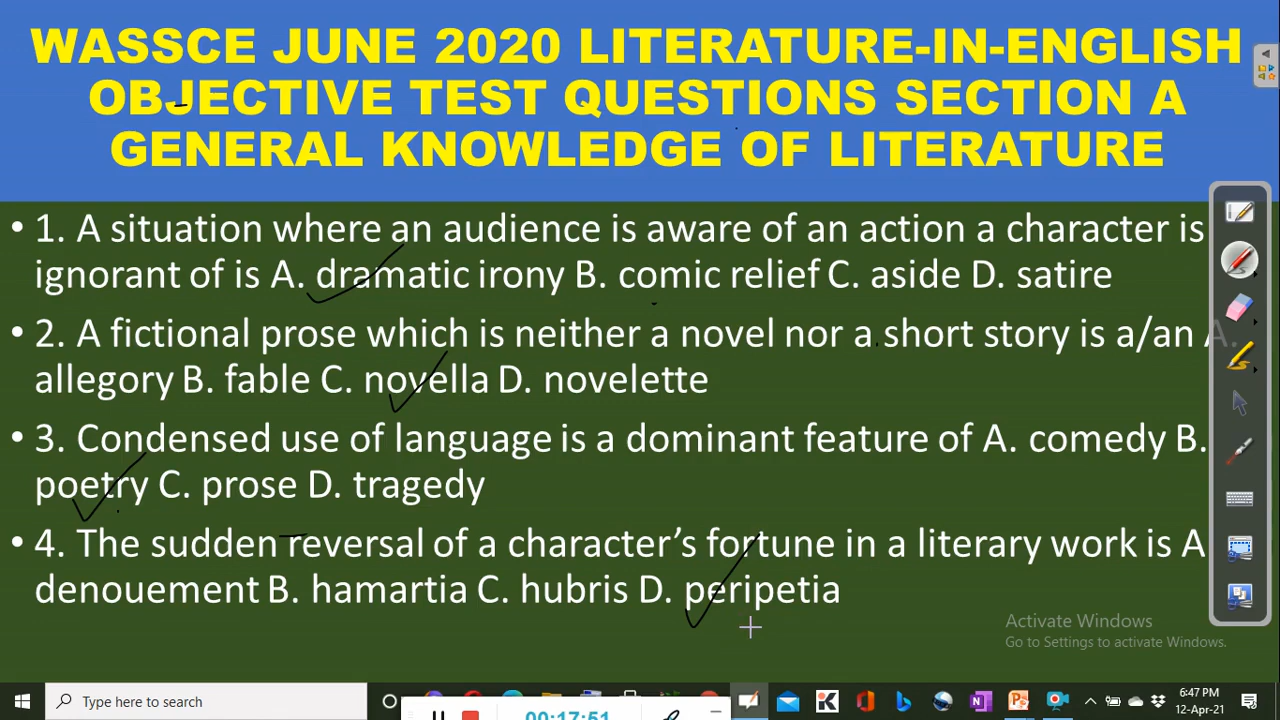 WASSCE JUNE 2020 LITERATURE-IN-ENGLISH
OBJECTIVE TEST QUESTIONS SECTION A
GENERAL KNOWLEDGE OF LITERATURE
• 1. A situation where an audience is aware of an action a character is
ignorant of is A. dramatic irony B. comic relief C. aside D. satire
• 2. A fictional prose which is neither a novel nor a short story is a/an A.
allegory B. fable C. novella D. novelette
• 3. Condensed use of language is a dominant feature of A. comedy B.
poetry C. prose D. tragedy
• 4. The sudden reversal of a character's fortune in a literary work is A
denouement B. hamartia C. hubris D. peripetia
Activate Windows
Go to Settings to activate Windows.
Type here to search
00:17:51
6:47 PM
12-Apr-21